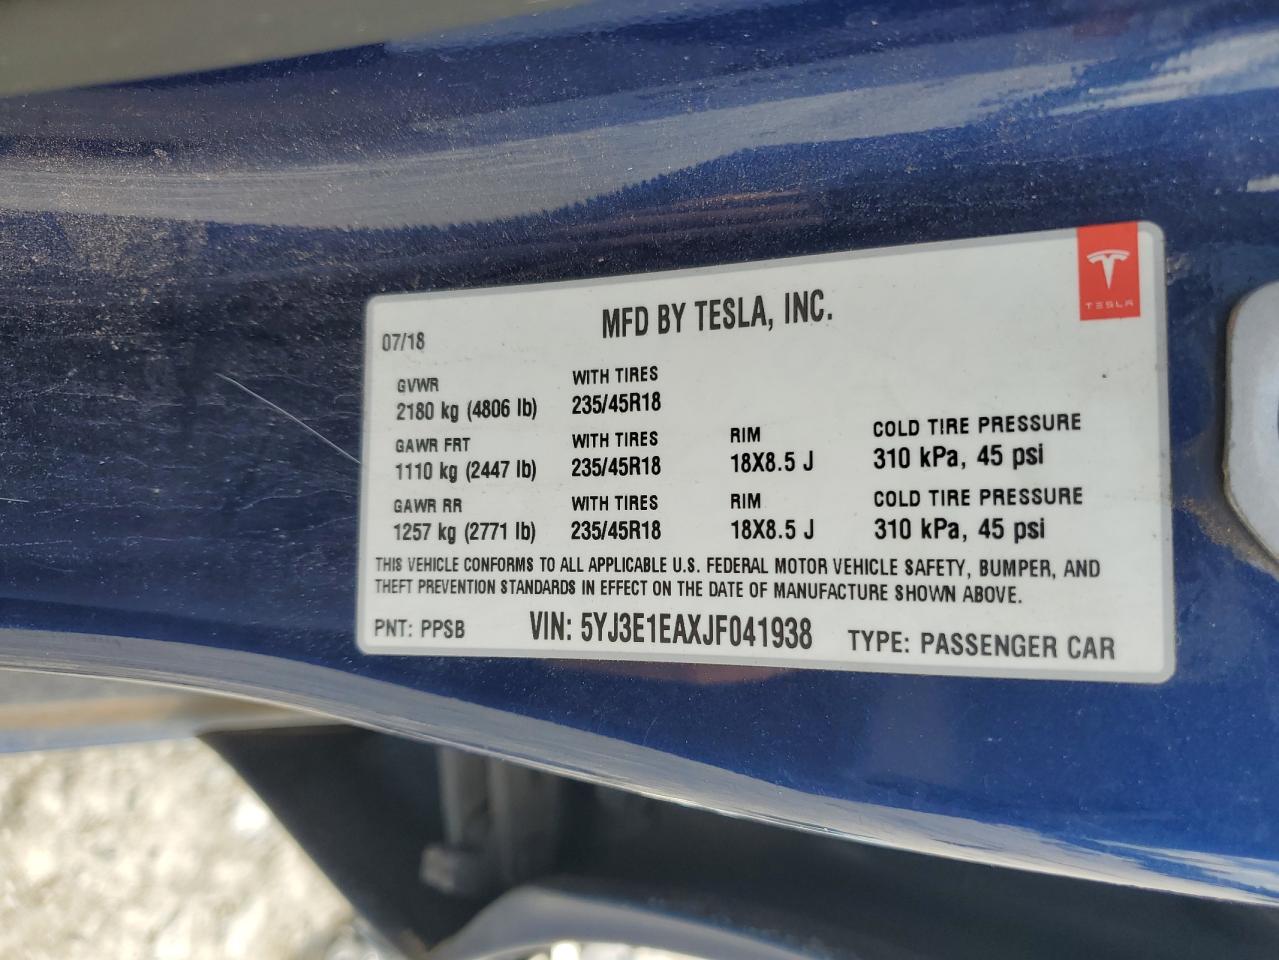 TESLA
MFD BY TESLA, INC.
07/18
GVWR WITH TIRES
2180 kg (4806 lb) 235/45R18
GAWR FRT WITH TIRES RIM COLD TIRE PRESSURE
1110 kg (2447 lb) 235/45R18 18X8.5 J 310 kPa, 45 psi
GAWR RR WITH TIRES RIM COLD TIRE PRESSURE
1257 kg (2771 lb) 235/45R18 18X8.5 J 310 kPa, 45 psi
THIS VEHICLE CONFORMS TO ALL APPLICABLE U.S. FEDERAL MOTOR VEHICLE SAFETY, BUMPER, AND
THEFT PREVENTION STANDARDS IN EFFECT ON THE DATE OF MANUFACTURE SHOWN ABOVE.
PNT: PPSB VIN: 5YJ3E1EAXJF041938 TYPE: PASSENGER CAR